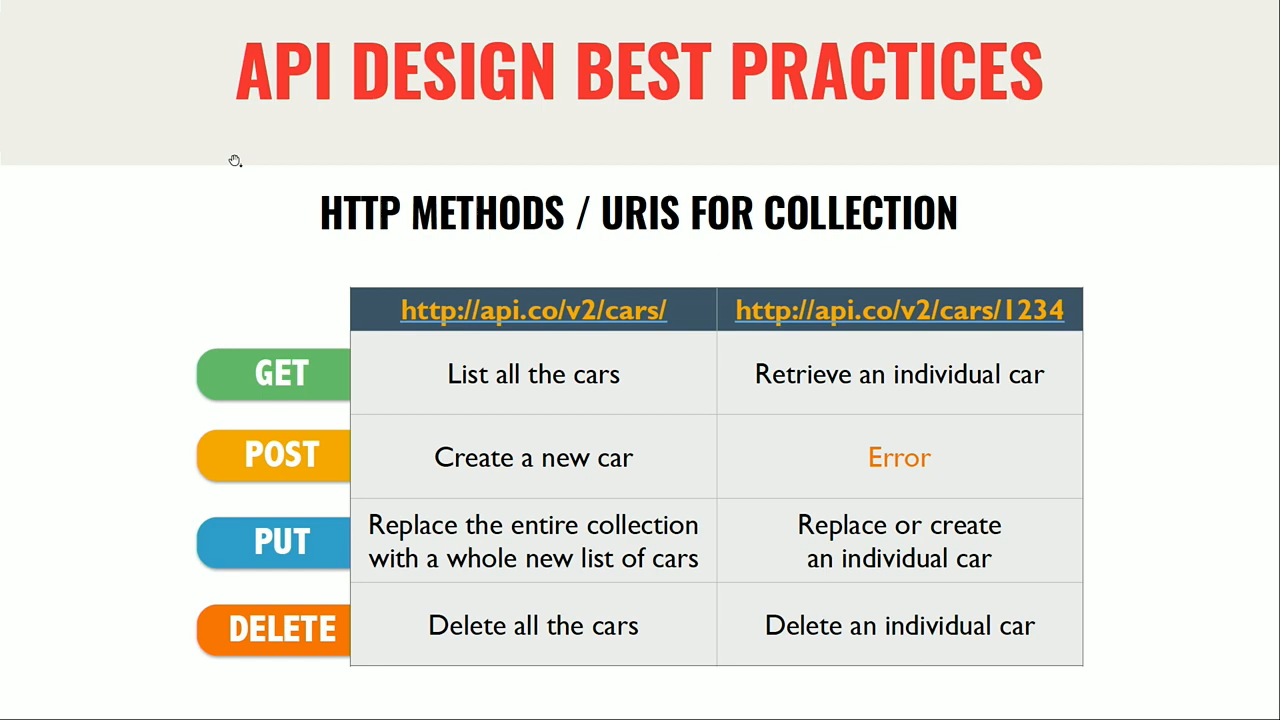 API DESIGN BEST PRACTICES
HTTP METHODS / URIS FOR COLLECTION
http://api.co/v2/cars/ http://api.co/v2/cars/1234
GET List all the cars Retrieve an individual car
POST Create a new car Error
PUT Replace the entire collection Replace or create
with a whole new list of cars an individual car
DELETE Delete all the cars Delete an individual car